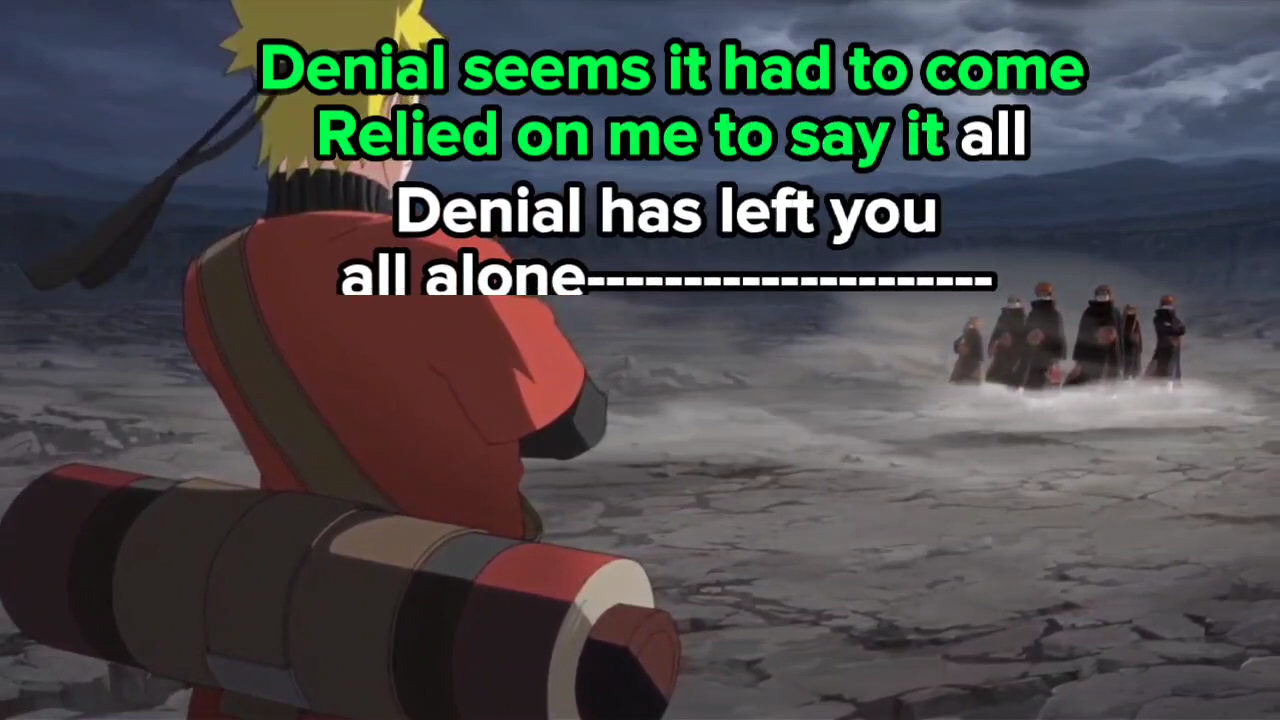 Denial seems it had to come
Relied on me to say it all
Denial has left you
all alone---------------------